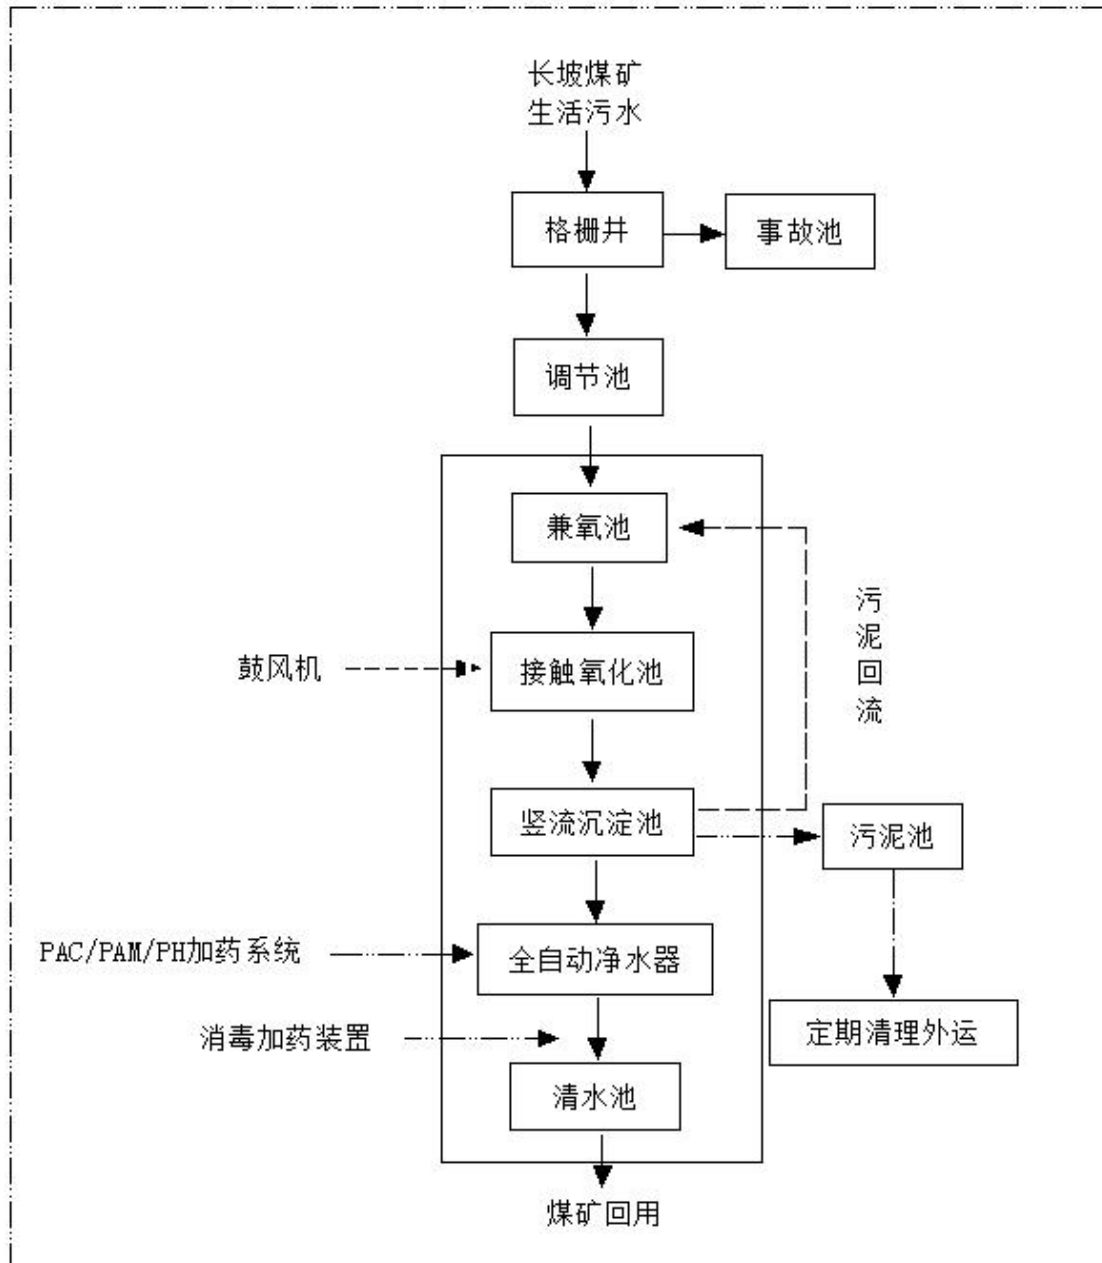 长坡煤矿
生活污水
格栅井
事故池
调节池
兼氧池
污泥回流
鼓风机
接触氧化池
竖流沉淀池
污泥池
PAC/PAM/PH加药系统
全自动净水器
定期清理外运
消毒加药装置
清水池
煤矿回用